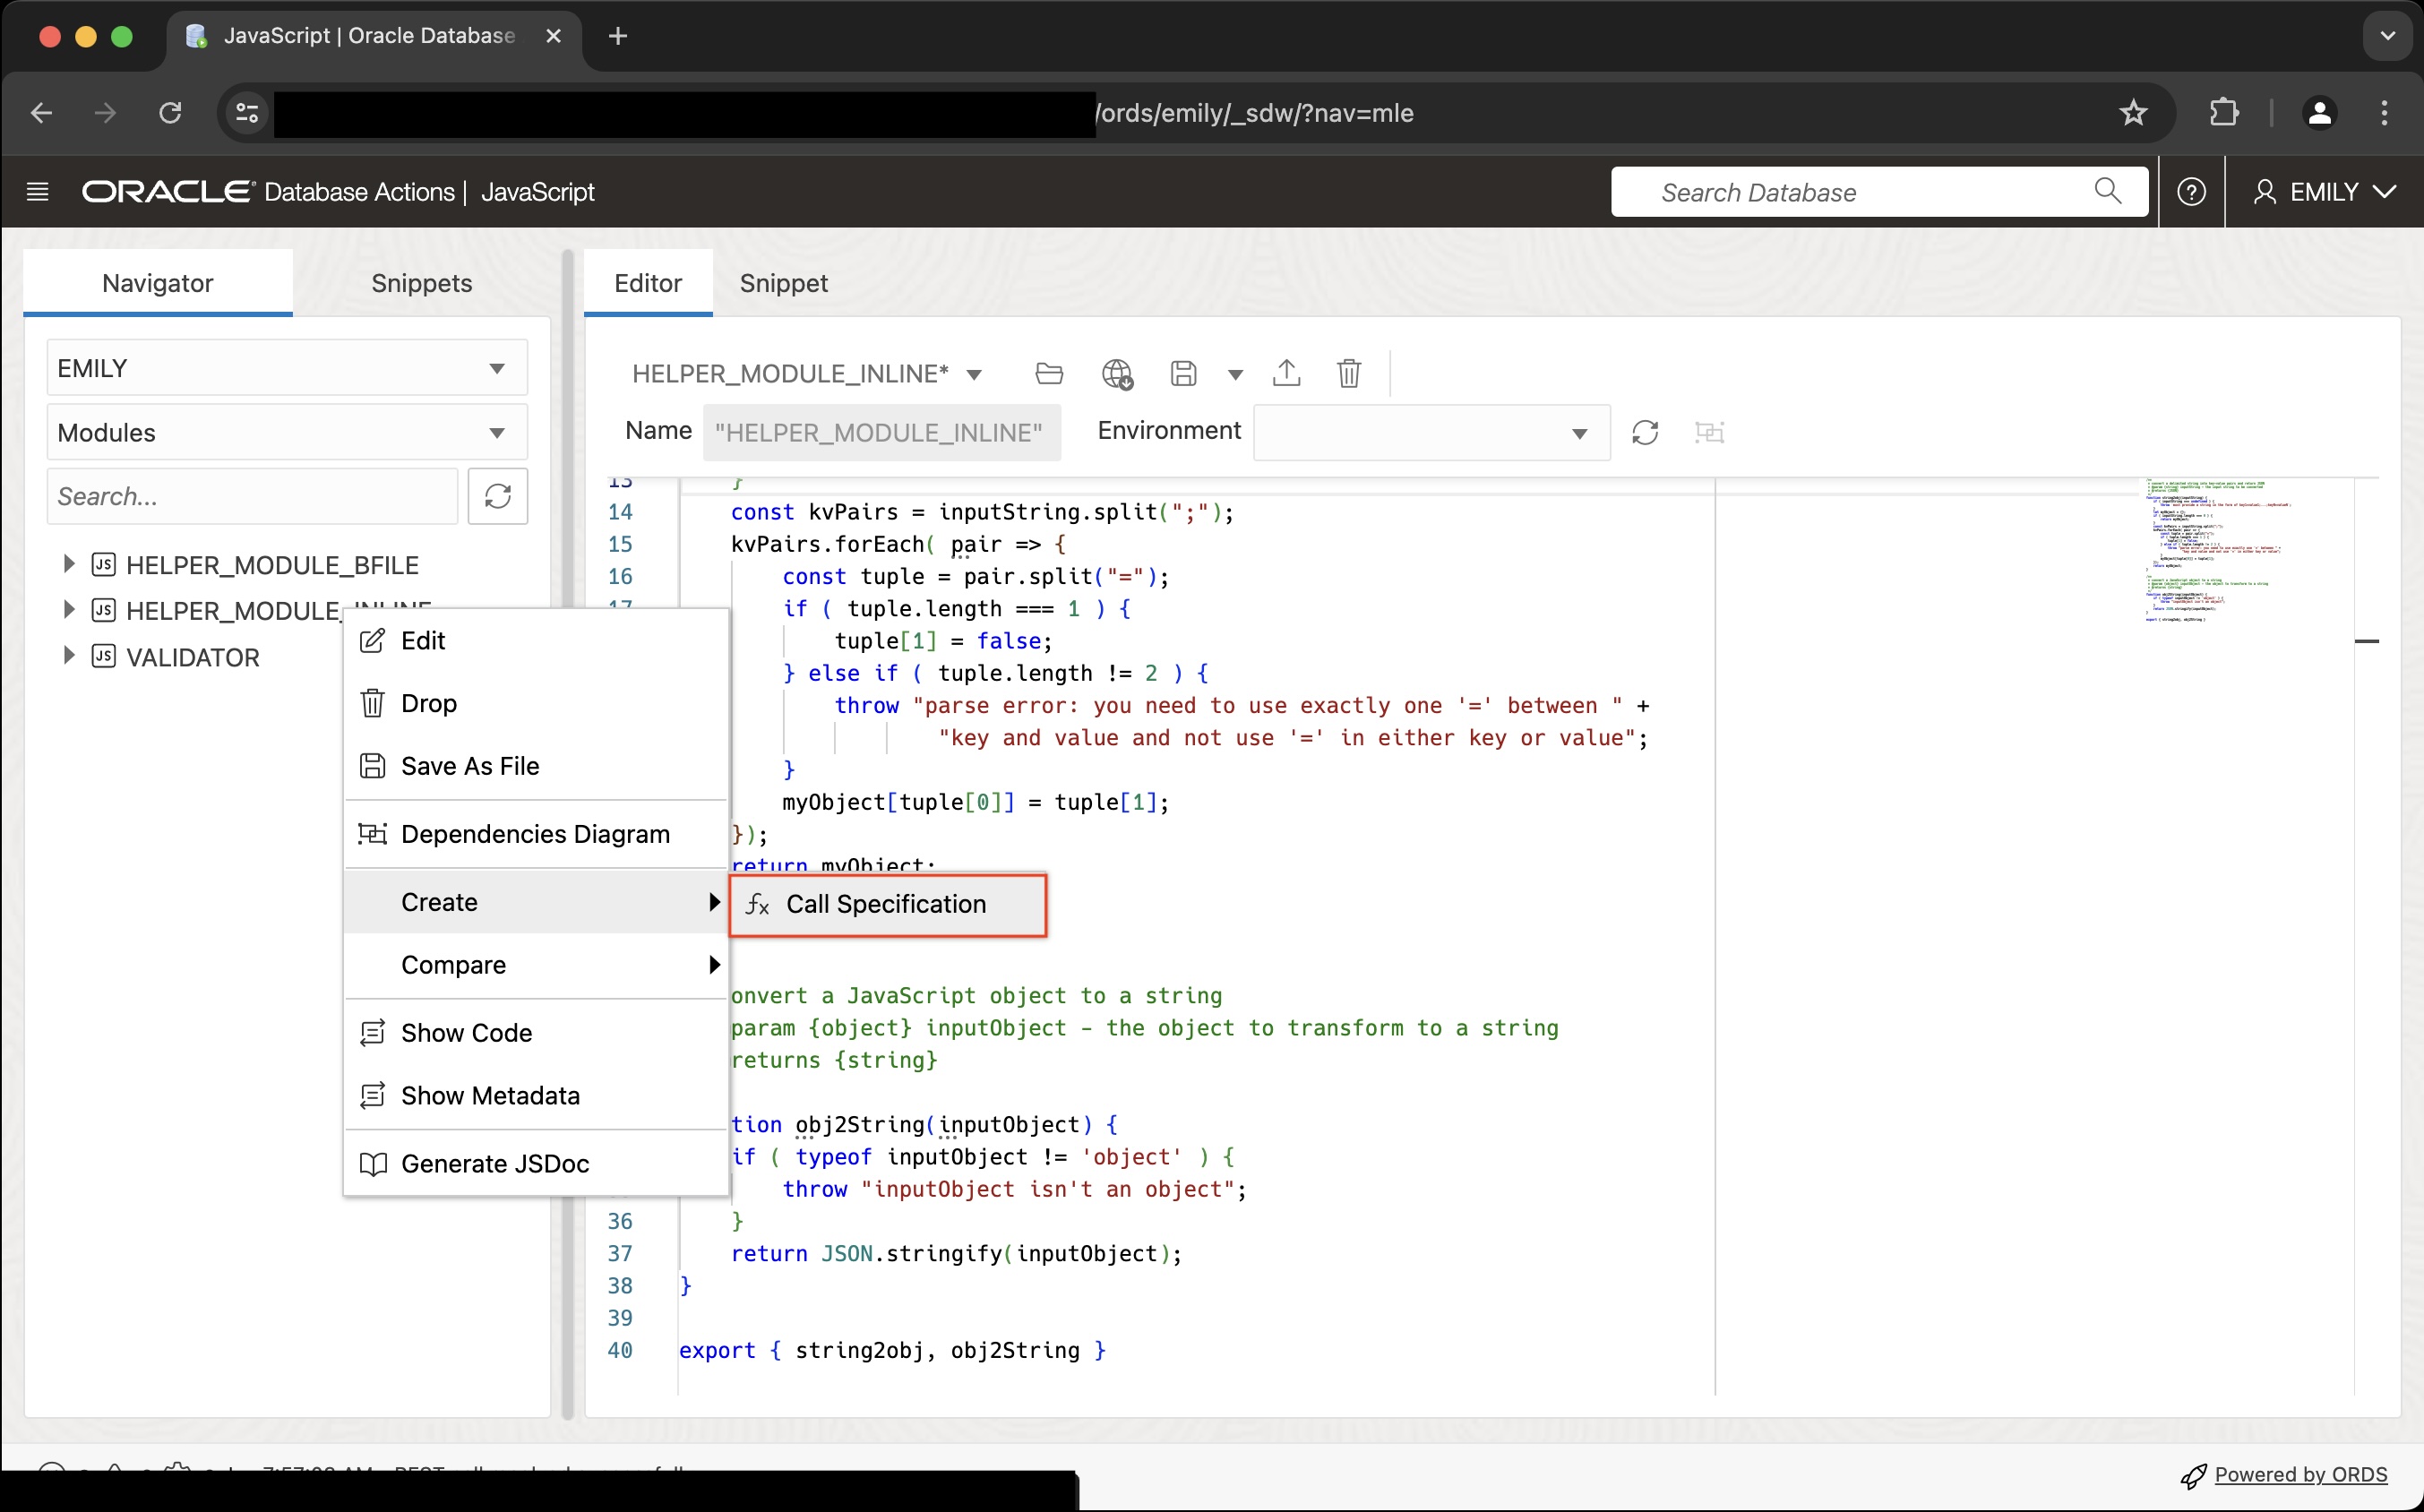 JavaScript | Oracle Database
/ords/emily/_sdw/?nav=mle
ORACLE Database Actions | JavaScript
Search Database
EMILY
Navigator
Snippets
Editor
Snippet
EMILY
Modules
Search...
HELPER_MODULE_BFILE
HELPER_MODULE_INLINE
VALIDATOR
HELPER_MODULE_INLINE*
Name "HELPER_MODULE_INLINE" Environment
Edit
Drop
Save As File
Dependencies Diagram
Create
Call Specification
Compare
Show Code
Show Metadata
Generate JSDoc
13 }
14 const kvPairs = inputString.split(";");
15 kvPairs.forEach( pair => {
16 const tuple = pair.split("=");
17 if ( tuple.length === 1 ) {
tuple[1] = false;
} else if ( tuple.length != 2 ) {
throw "parse error: you need to use exactly one '=' between " +
"key and value and not use '=' in either key or value";
}
myObject[tuple[0]] = tuple[1];
});
return myObject;
onvert a JavaScript object to a string
param {object} inputObject - the object to transform to a string
returns {string}
tion obj2String(inputObject) {
if ( typeof inputObject != 'object' ) {
throw "inputObject isn't an object";
36 }
37 return JSON.stringify(inputObject);
38 }
39
40 export { string2obj, obj2String }
Powered by ORDS